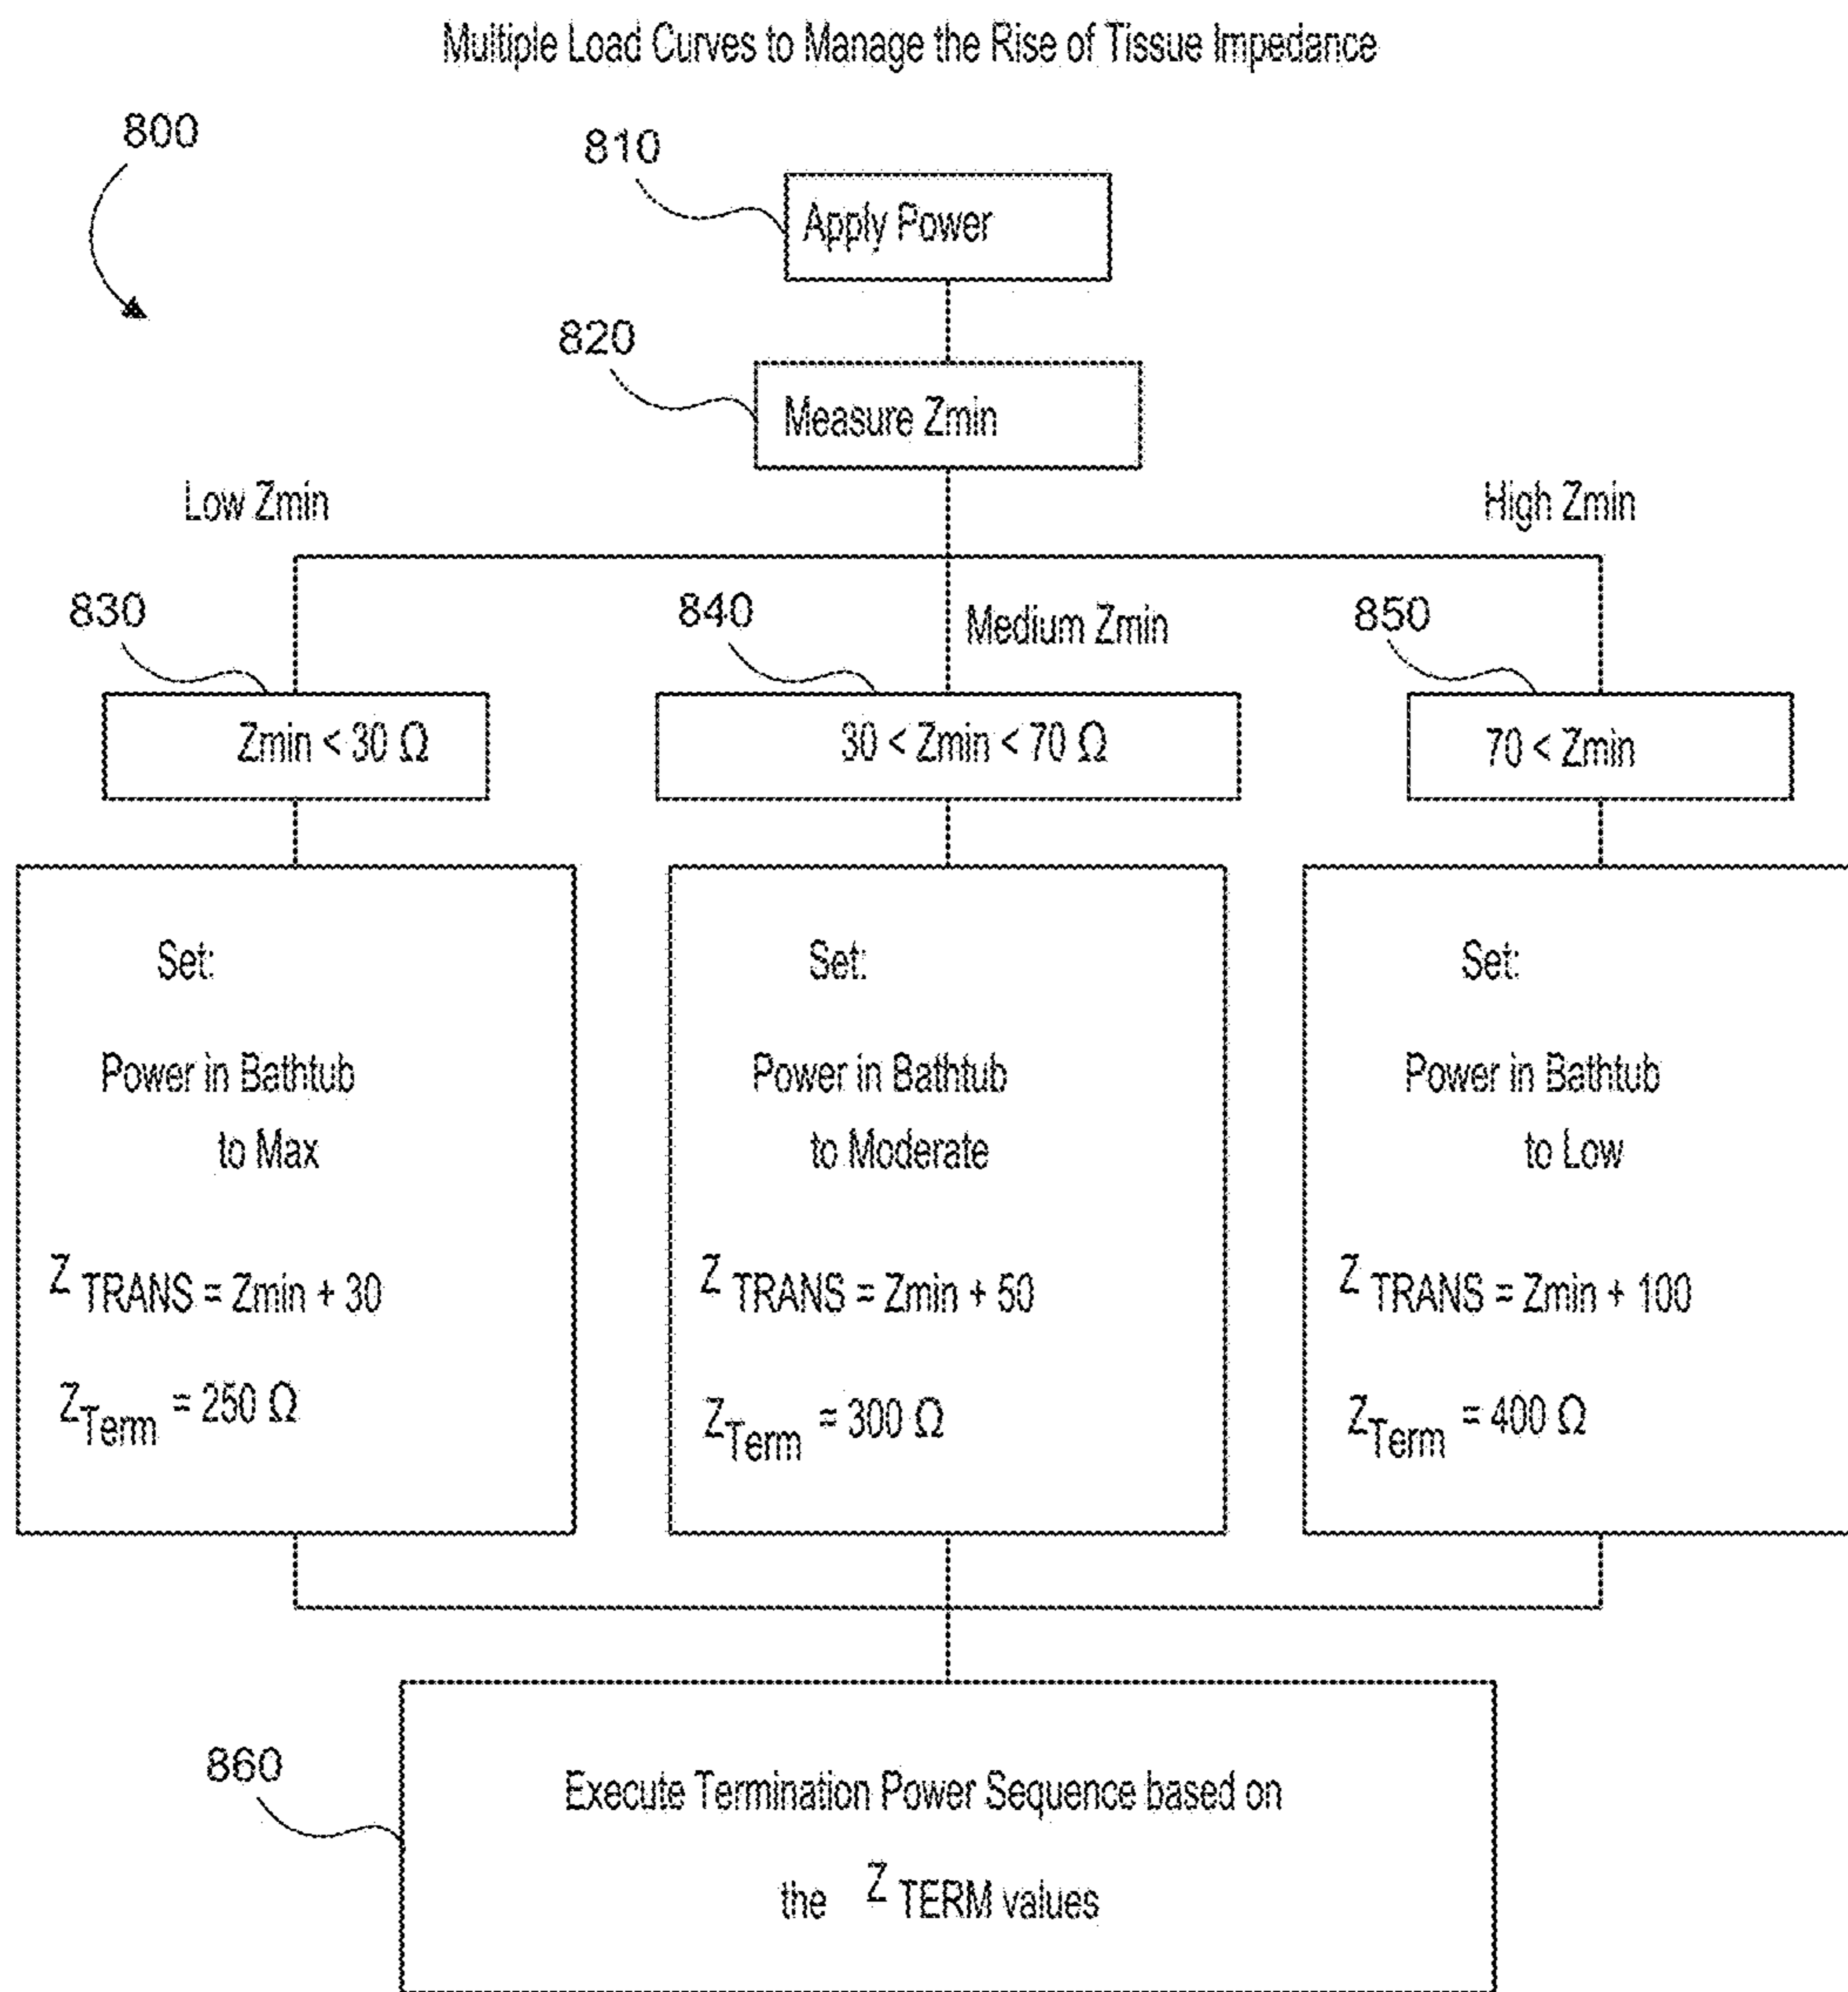 Multiple Load Curves to Manage the Rise of Tissue Impedance
800
810
Apply Power
820
Measure Zmin
Low Zmin
High Zmin
830
840
Medium Zmin
850
Zmin < 30 Ω
30 < Zmin < 70 Ω
70 < Zmin
Set:
Power in Bathtub
to Max
Z TRANS = Zmin + 30
ZTerm = 250 Ω
Set:
Power in Bathtub
to Moderate
Z TRANS = Zmin + 50
ZTerm = 300 Ω
Set:
Power in Bathtub
to Low
Z TRANS = Zmin + 100
ZTerm = 400 Ω
860
Execute Termination Power Sequence based on
the Z TERM values